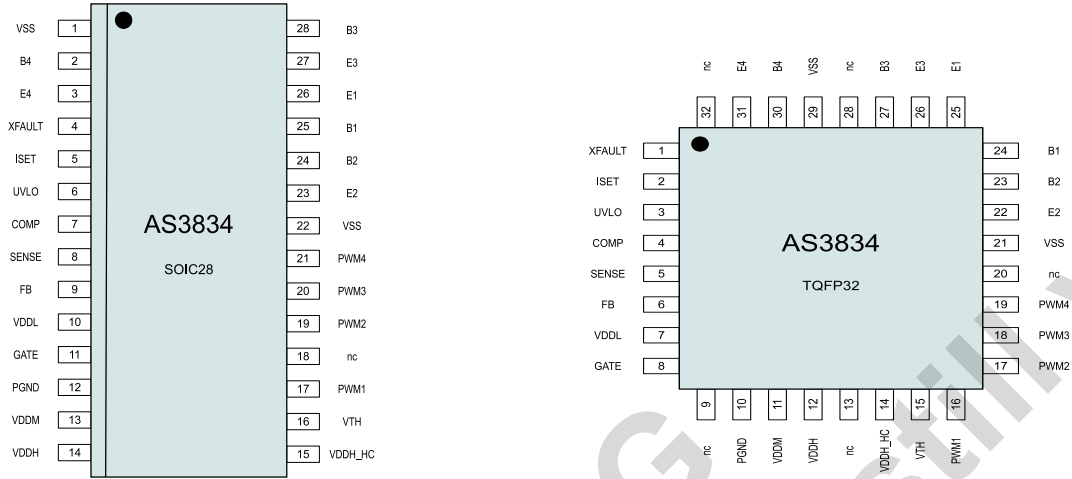 VSS 1
B4 2
E4 3
XFAULT 4
ISET 5
UVLO 6
COMP 7
SENSE 8
FB 9
VDDL 10
GATE 11
PGND 12
VDDM 13
VDDH 14
AS3834
SOIC28
28 B3
27 E3
26 E1
25 B1
24 B2
23 E2
22 VSS
21 PWM4
20 PWM3
19 PWM2
18 nc
17 PWM1
16 VTH
15 VDDH_HC
nc E4 B4 VSS nc B3 E3 E1
32 31 30 29 28 27 26 25
XFAULT 1
ISET 2
UVLO 3
COMP 4
SENSE 5
FB 6
VDDL 7
GATE 8
AS3834
TQFP32
24 B1
23 B2
22 E2
21 VSS
20 nc
19 PWM4
18 PWM3
17 PWM2
9 10 11 12 13 14 15 16
nc PGND VDDM VDDH nc VDDH_HC VTH PWM1
G
still